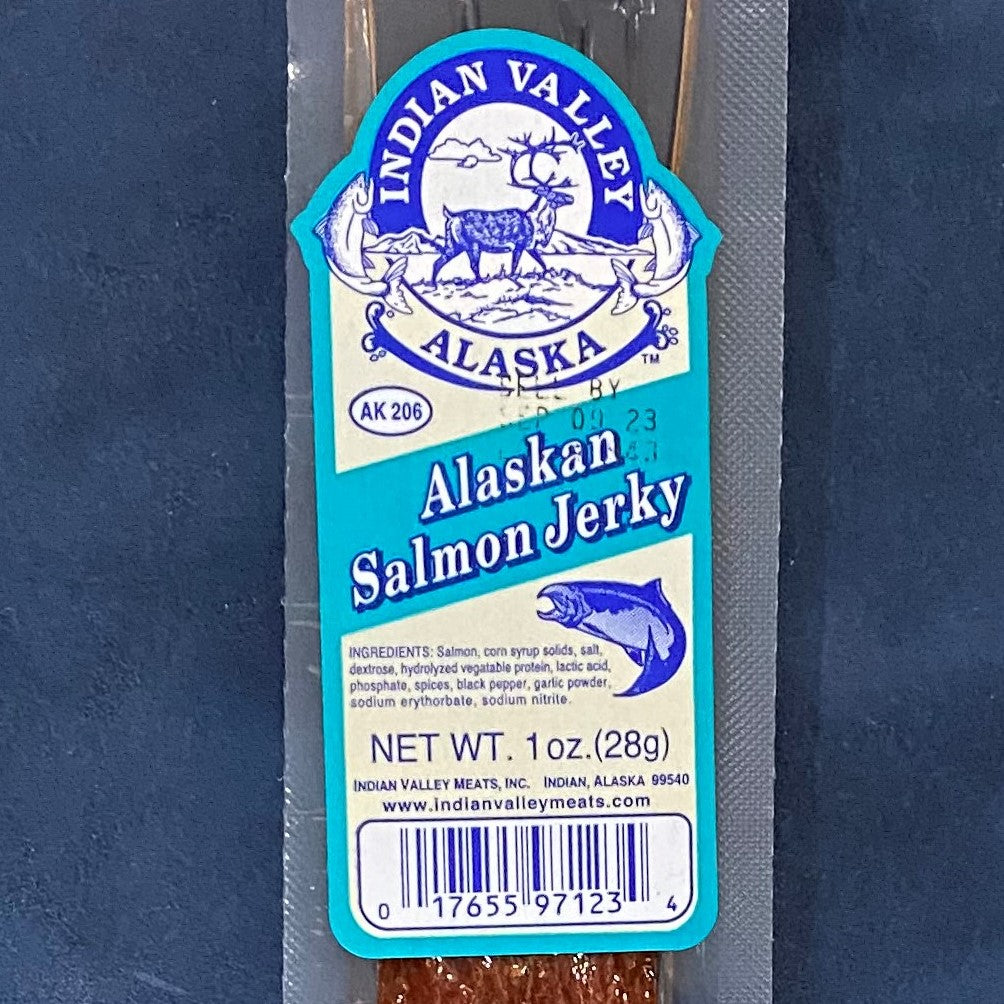 INDIAN VALLEY
ALASKA
TM
SELL BY
AK 206
SEP 09 23
Alaskan
Salmon Jerky
INGREDIENTS: Salmon, corn syrup solids, salt,
dextrose, hydrolyzed vegatable protein, lactic acid,
phosphate, spices, black pepper, garlic powder,
sodium erythorbate, sodium nitrite.
NET WT. 1 oz. (28g)
INDIAN VALLEY MEATS, INC. INDIAN, ALASKA 99540
www.indianvalleymeats.com
0 17655 97123 4